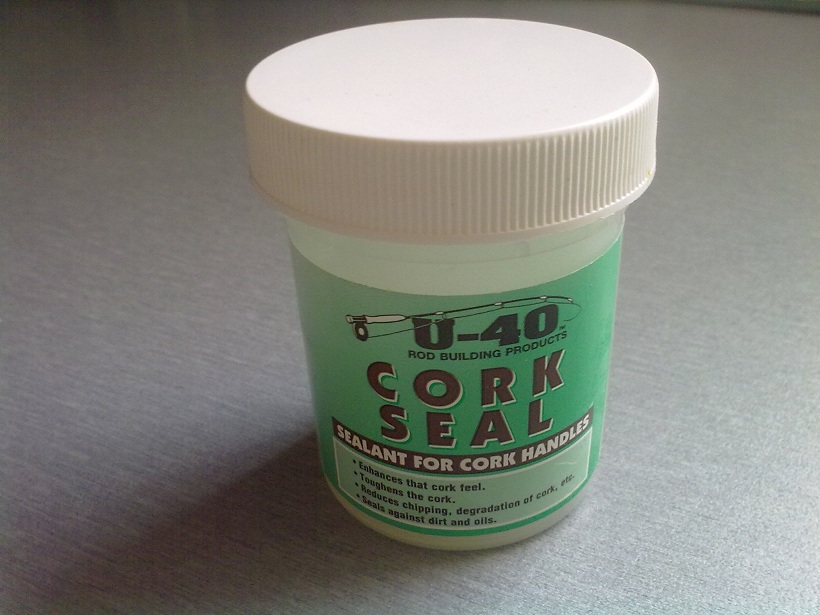 U-40™
ROD BUILDING PRODUCTS
CORK
SEAL
SEALANT FOR CORK HANDLES
• Enhances that cork feel.
• Toughens the cork.
• Reduces chipping, degradation of cork, etc.
• Seals against dirt and oils.